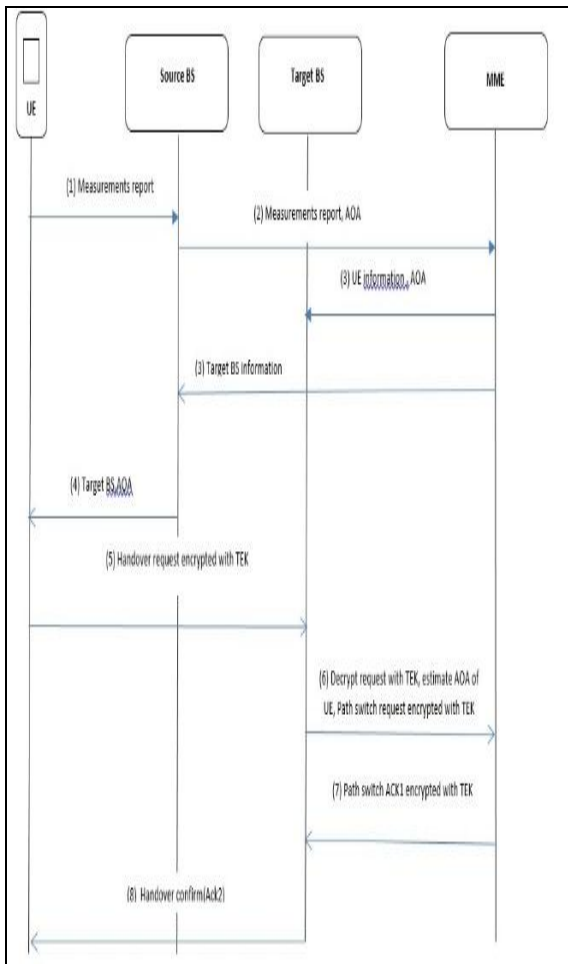 UE
Source BS
Target BS
MME
(1) Measurements report
(2) Measurements report, AOA
(3) UE information , AOA
(3) Target BS information
(4) Target BS,AOA
(5) Handover request encrypted with TEK
(6) Decrypt request with TEK, estimate AOA of
UE, Path switch request encrypted with TEK
(7) Path switch ACK1 encrypted with TEK
(8) Handover confirm(Ack2)